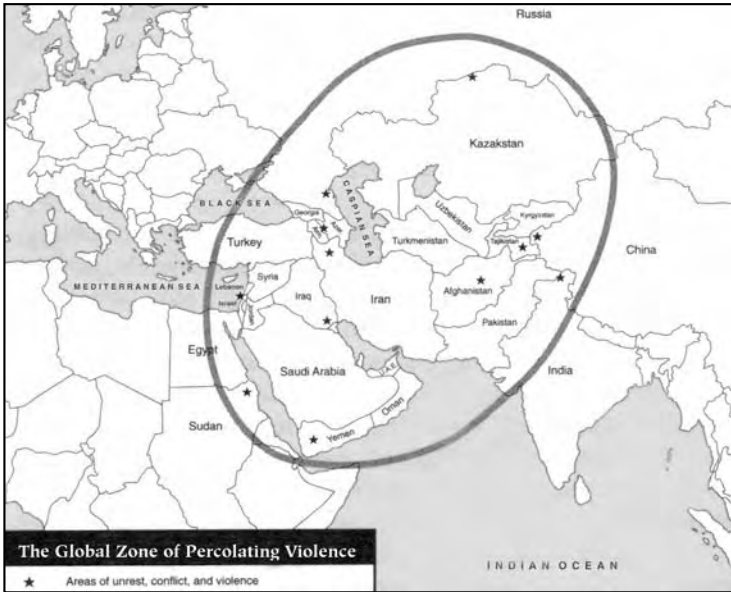 Russia
Kazakstan
BLACK SEA
CASPIAN SEA
Georgia
Uzbekistan
Kyrgyzstan
Turkey
Turkmenistan
Tajikistan
China
MEDITERRANEAN SEA
Lebanon
Syria
Israel
Iraq
Iran
Afghanistan
Pakistan
Egypt
Saudi Arabia
U.A.E.
India
Sudan
Yemen
Oman
The Global Zone of Percolating Violence
Areas of unrest, conflict, and violence
INDIAN OCEAN